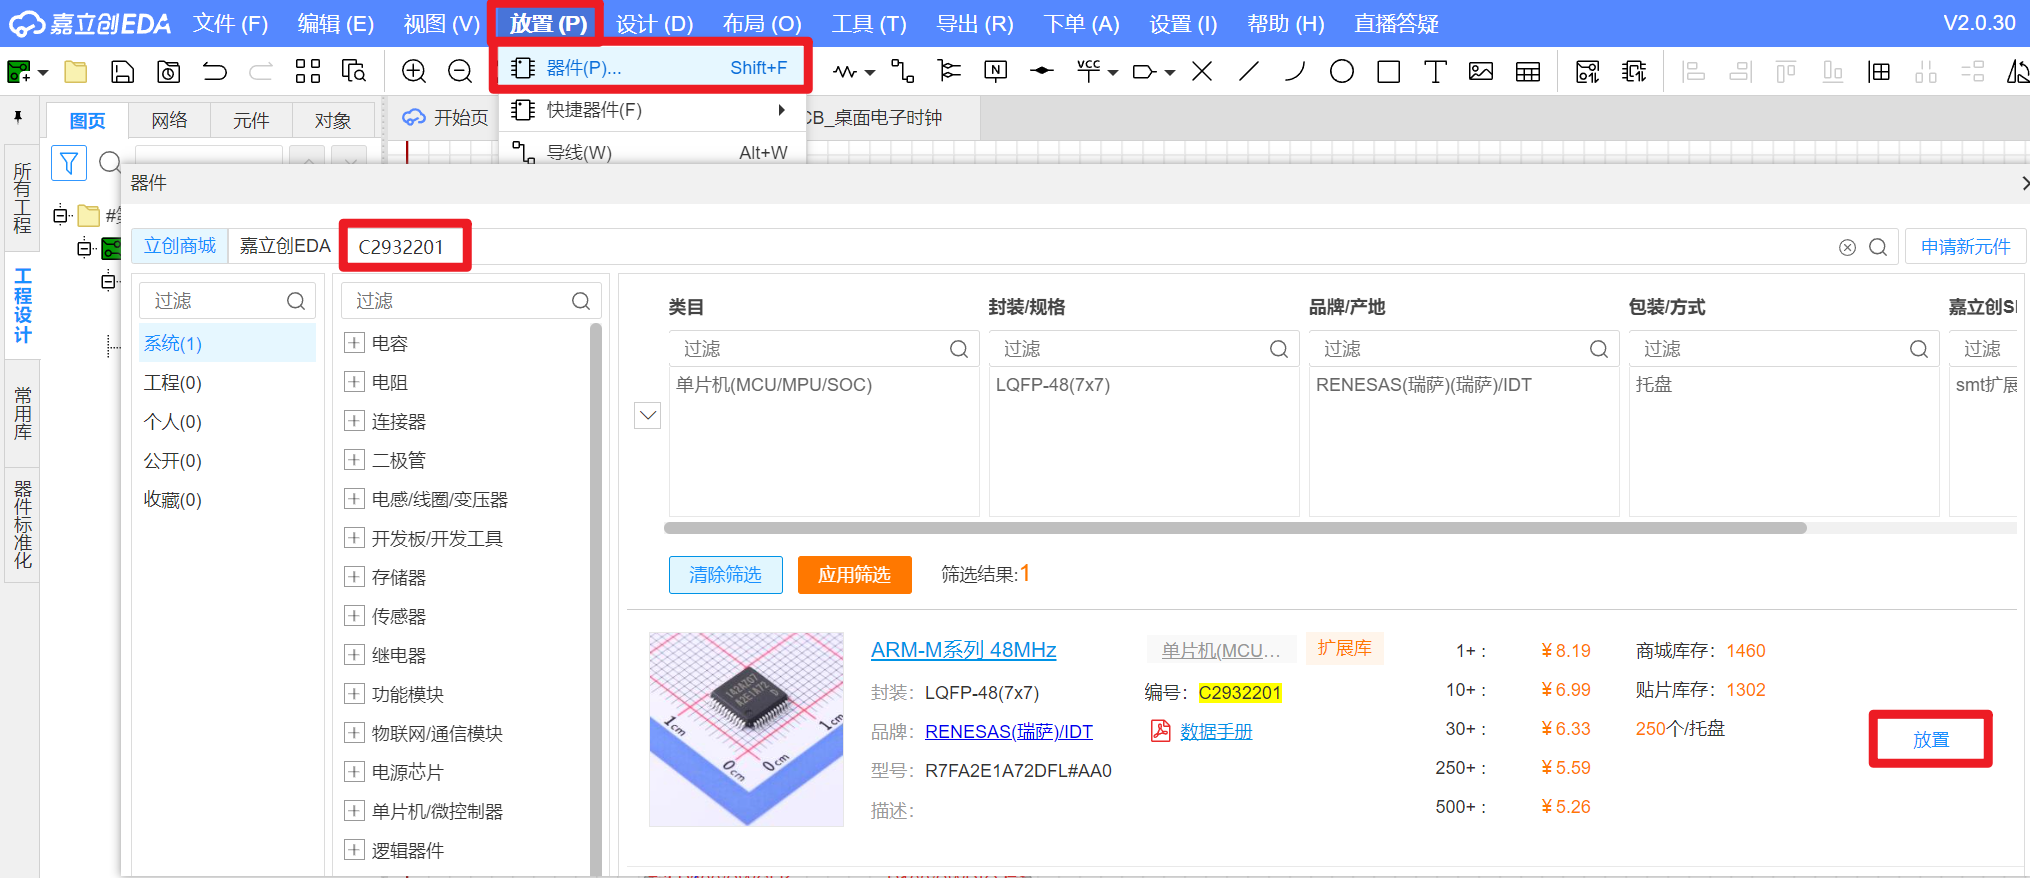 嘉立创EDA 文件 (F) 编辑 (E) 视图 (V) 放置 (P) 设计 (D) 布局 (O) 工具 (T) 导出 (R) 下单 (A) 设置 (I) 帮助 (H) 直播答疑 V2.0.30
器件(P)... Shift+F
VCC N
图页 网络 元件 对象 开始页 快捷器件(F) CB_桌面电子时钟
导线(W) Alt+W
所有工程
工程设计
常用库
器件标准化
器件
立创商城 嘉立创EDA C2932201 申请新元件
过滤
系统(1)
工程(0)
个人(0)
公开(0)
收藏(0)
过滤
电容
电阻
连接器
二极管
电感/线圈/变压器
开发板/开发工具
存储器
传感器
继电器
功能模块
物联网/通信模块
电源芯片
单片机/微控制器
逻辑器件
类目 封装/规格 品牌/产地 包装/方式 嘉立创S
过滤 过滤 过滤 过滤 过滤
单片机(MCU/MPU/SOC) LQFP-48(7x7) RENESAS(瑞萨)(瑞萨)/IDT 托盘 smt扩展
清除筛选 应用筛选 筛选结果:1
ARM-M系列 48MHz 单片机(MCU... 扩展库
封装: LQFP-48(7x7) 编号: C2932201
品牌: RENESAS(瑞萨)/IDT 数据手册
型号: R7FA2E1A72DFL#AA0
描述:
1+ : ¥ 8.19
10+ : ¥ 6.99
30+ : ¥ 6.33
250+ : ¥ 5.59
500+ : ¥ 5.26
商城库存: 1460
贴片库存: 1302
250个/托盘
放置
1cm 0cm 0cm 1cm